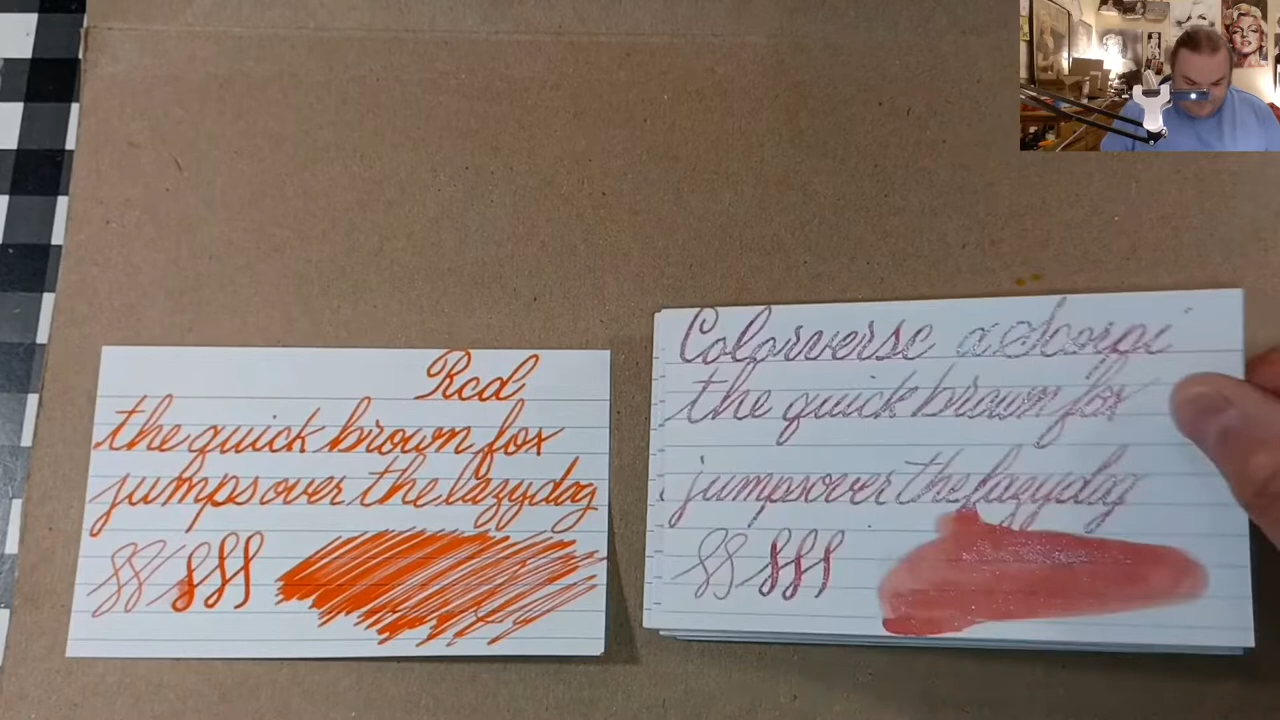 Red
the quick brown fox
jumps over the lazy dog
Colorverse α Scorpi
the quick brown fox
jumps over the lazy dog